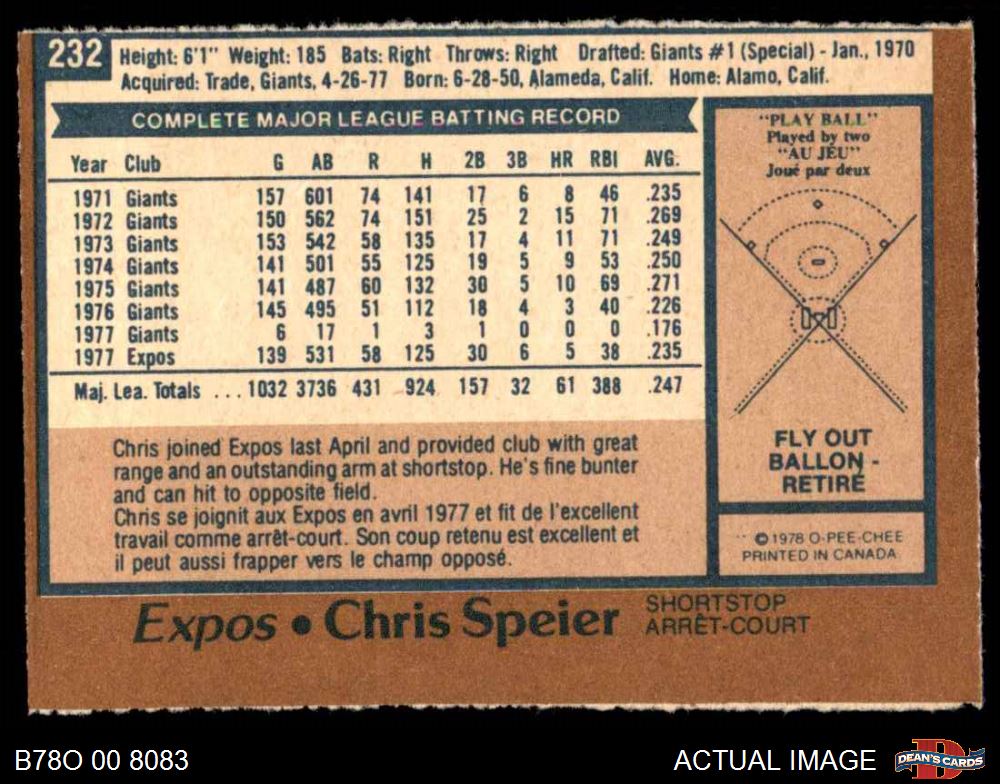 232 Height: 6'1" Weight: 185 Bats: Right Throws: Right Drafted: Giants #1 (Special) - Jan., 1970
Acquired: Trade, Giants, 4-26-77 Born: 6-28-50, Alameda, Calif. Home: Alamo, Calif.
COMPLETE MAJOR LEAGUE BATTING RECORD
Year Club G AB R H 2B 3B HR RBI AVG.
1971 Giants 157 601 74 141 17 6 8 46 .235
1972 Giants 150 562 74 151 25 2 15 71 .269
1973 Giants 153 542 58 135 17 4 11 71 .249
1974 Giants 141 501 55 125 19 5 9 53 .250
1975 Giants 141 487 60 132 30 5 10 69 .271
1976 Giants 145 495 51 112 18 4 3 40 .226
1977 Giants 6 17 1 3 1 0 0 0 .176
1977 Expos 139 531 58 125 30 6 5 38 .235
Maj. Lea. Totals ... 1032 3736 431 924 157 32 61 388 .247
Chris joined Expos last April and provided club with great
range and an outstanding arm at shortstop. He's fine bunter
and can hit to opposite field.
Chris se joignit aux Expos en avril 1977 et fit de l'excellent
travail comme arrêt-court. Son coup retenu est excellent et
il peut aussi frapper vers le champ opposé.
"PLAY BALL"
Played by two
"AU JEU"
Joué par deux
FLY OUT
BALLON -
RETIRÉ
© 1978 O-PEE-CHEE
PRINTED IN CANADA
Expos • Chris Speier SHORTSTOP
ARRÊT-COURT
B78O 00 8083
ACTUAL IMAGE
DEAN'S CARDS